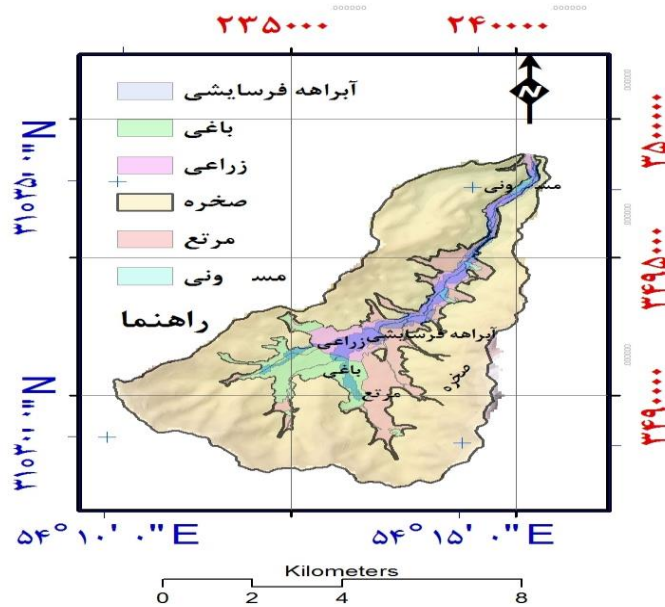 ۲۳۵۰۰۰ ۲۴۰۰۰۰
N
آبراهه فرسایشی
باغی
زراعی
صخره
مرتع
مس ونی
راهنما
مس ونی
آبراهه فرسایشی
زراعی
باغی
مرتع
صخره
۳۱°۳۵' ۰"N
۳۱°۳۰' ۰"N
۳۵۰۰۰۰۰
۳۴۹۵۰۰۰
۳۴۹۰۰۰۰
۵۴° ۱۰' ۰"E ۵۴° ۱۵' ۰"E
Kilometers
0 2 4 8